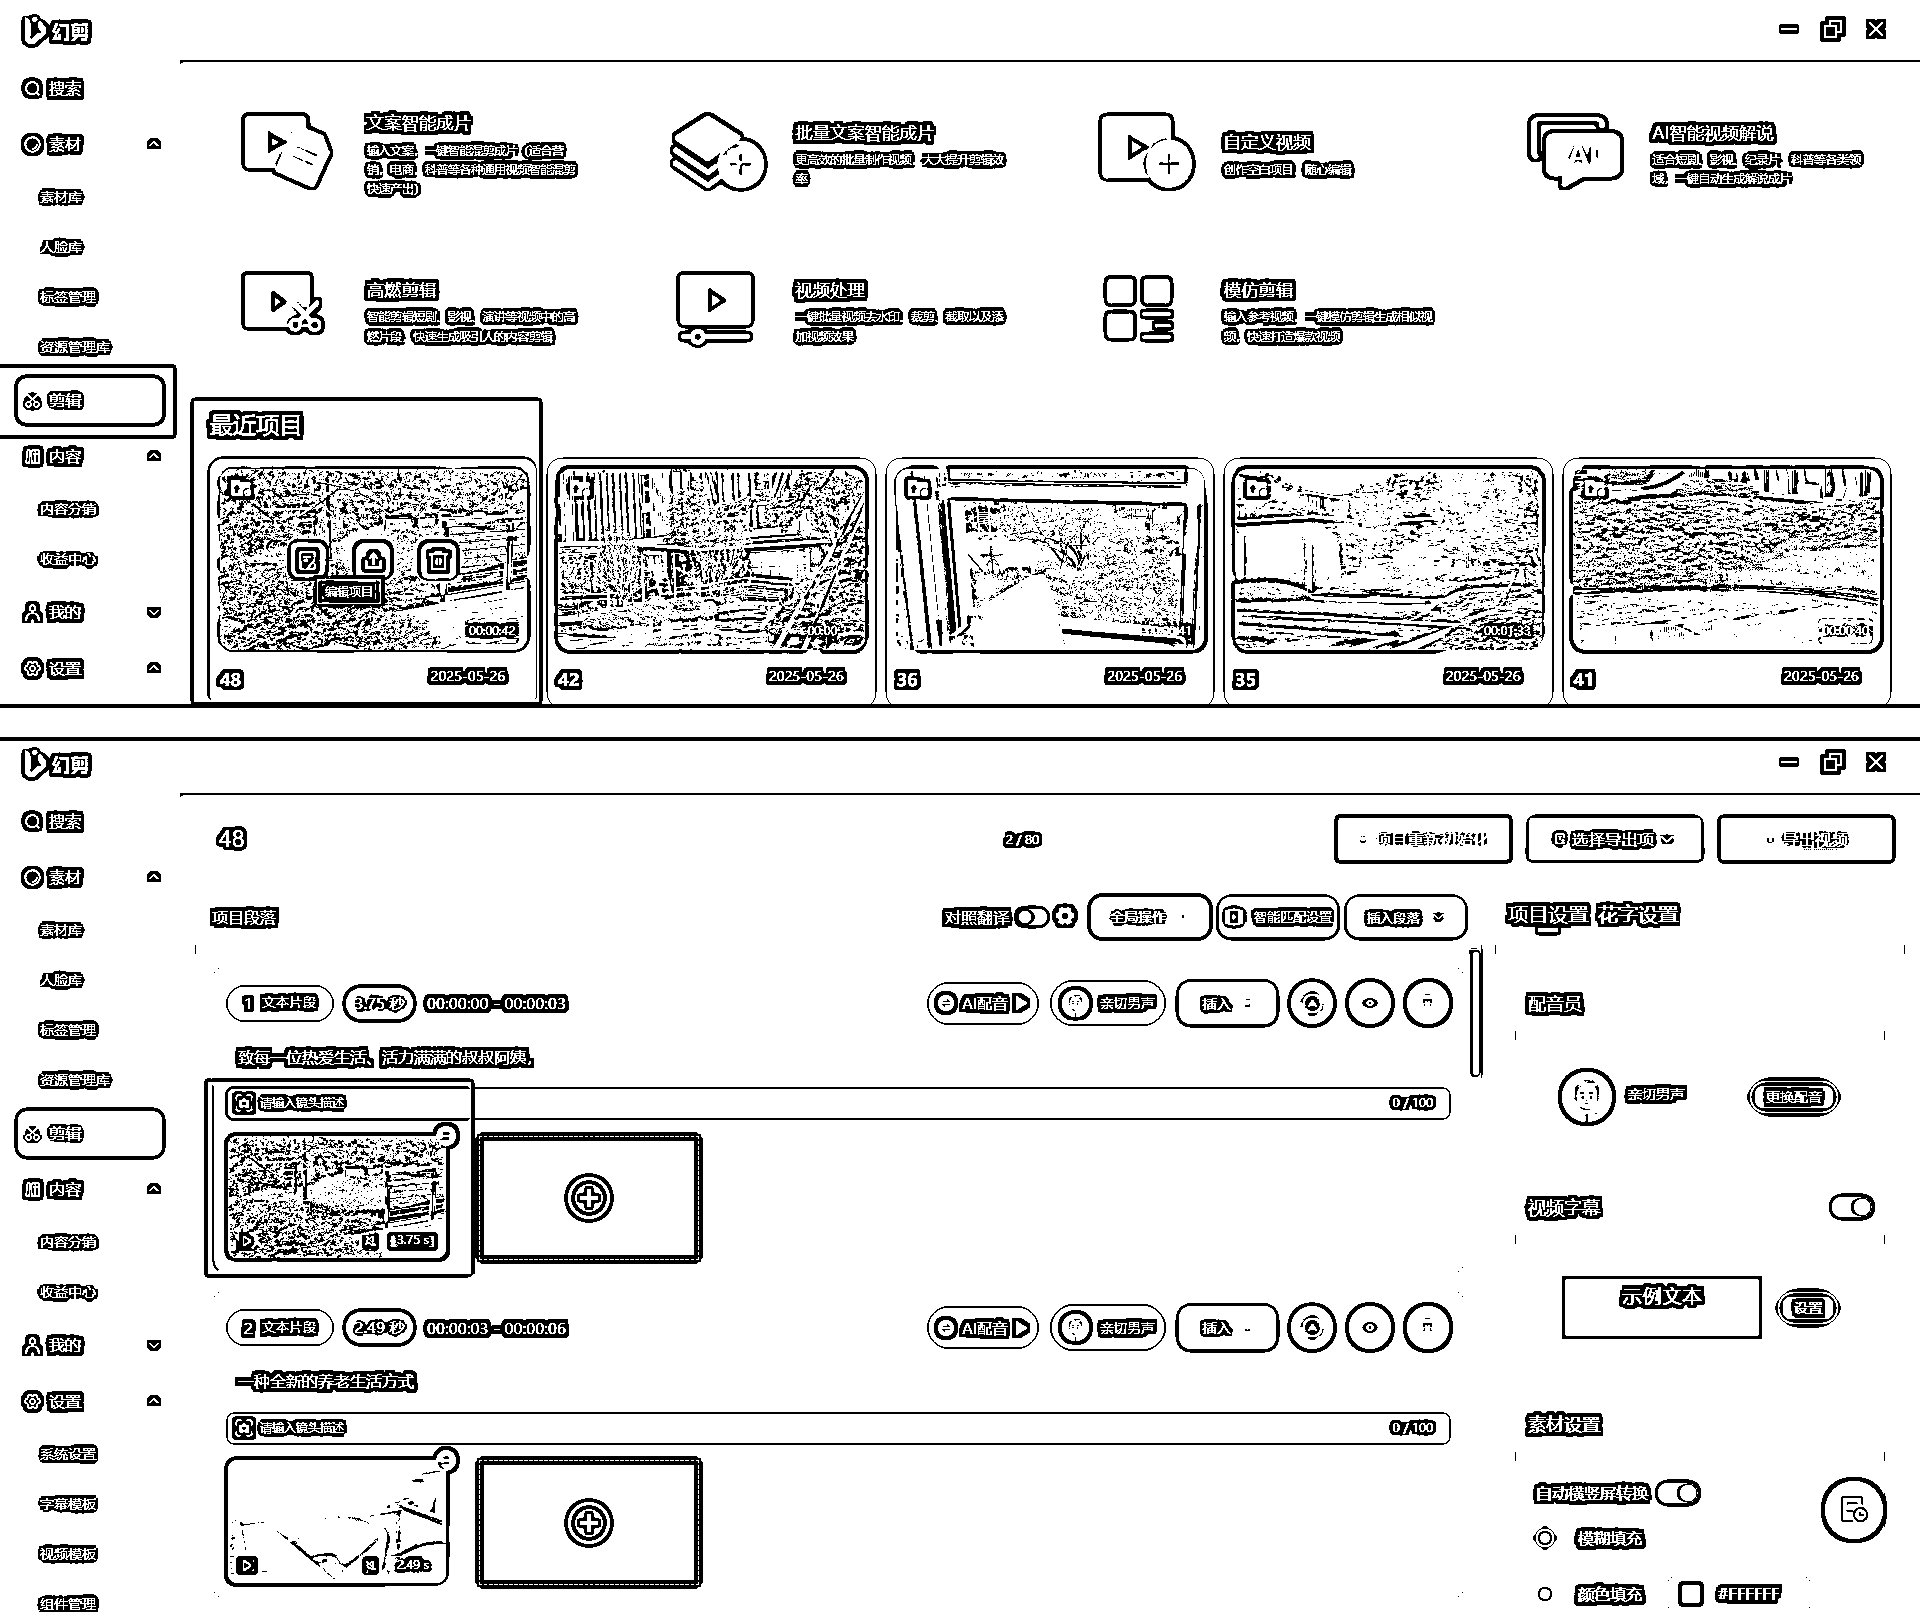 幻剪
搜索
素材
素材库
人脸库
标签管理
资源管理库
剪辑
内容
内容分销
收益中心
我的
设置
文案智能成片
输入文案，一键智能混剪成片（适合营
销、电商、科普等各种通用视频智能混剪
快速产出）
批量文案智能成片
更高效的批量制作视频，大大提升剪辑效
率
自定义视频
创作空白项目，随心编辑
AI智能视频解说
适合短剧、影视、纪录片、科普等各类领
域，一键自动生成解说成片
高燃剪辑
智能剪辑短剧、影视、演讲等视频中的高
燃片段，快速生成吸引人的内容剪辑
视频处理
一键批量视频去水印、裁剪、截取以及添
加视频效果
模仿剪辑
输入参考视频，一键模仿剪辑生成相似视
频，快速打造爆款视频
最近项目
编辑项目
00:00:42
00:01:33
00:00:40
48 2025-05-26
42 2025-05-26
36 2025-05-26
35 2025-05-26
41 2025-05-26
幻剪
搜索
素材
素材库
人脸库
标签管理
资源管理库
剪辑
内容
内容分销
收益中心
我的
设置
系统设置
字幕模板
视频模板
组件管理
48
2 / 80
项目重新初始化
选择导出项
导出视频
项目段落
对照翻译
全局操作
智能匹配设置
插入段落
1 文本片段 3.75 秒 00:00:00 - 00:00:03
AI配音 亲切男声 插入
致每一位热爱生活、活力满满的叔叔阿姨，
请输入镜头描述 0 / 100
3.75 s
2 文本片段 2.49 秒 00:00:03 - 00:00:06
AI配音 亲切男声 插入
一种全新的养老生活方式
请输入镜头描述 0 / 100
2.49 s
项目设置 花字设置
配音员
亲切男声 更换配音
视频字幕
示例文本 设置
素材设置
自动横竖屏转换
模糊填充
颜色填充 #FFFFFF